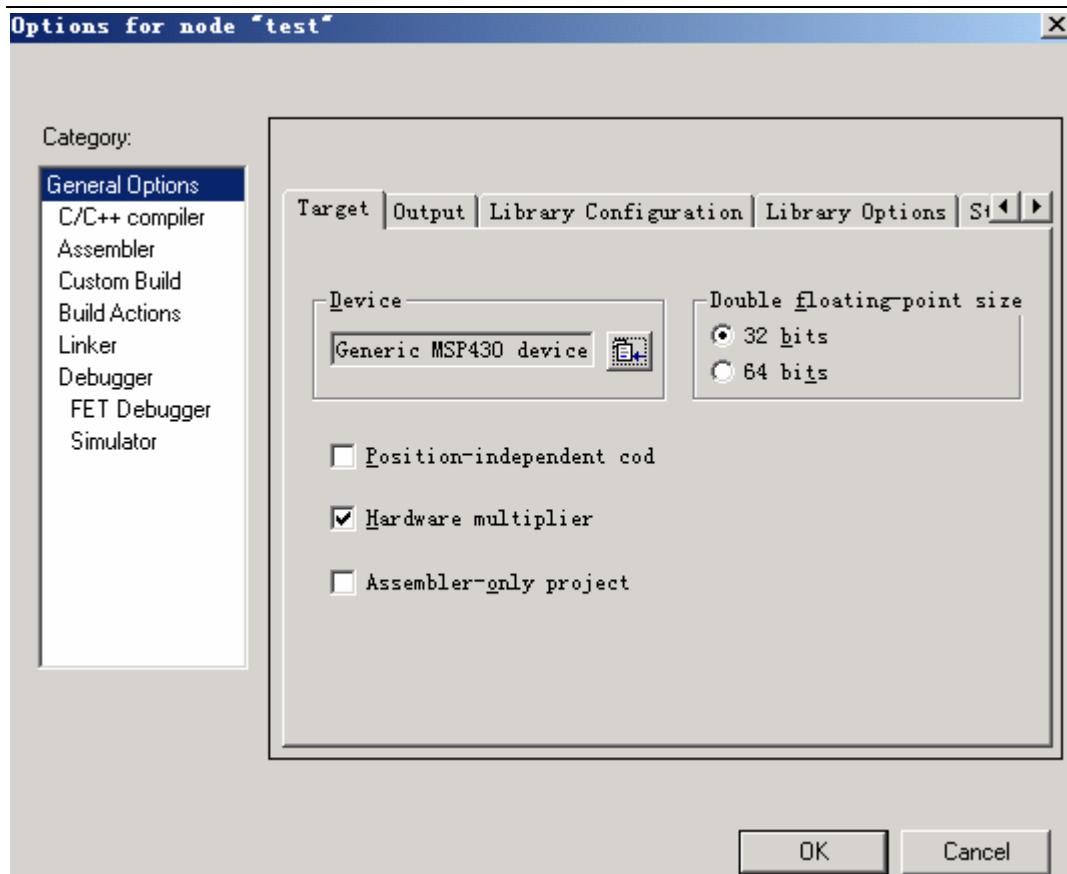 Options for node "test"
Category:
General Options
C/C++ compiler
Assembler
Custom Build
Build Actions
Linker
Debugger
FET Debugger
Simulator
Target Output Library Configuration Library Options St
Device
Generic MSP430 device
Double floating-point size
32 bits
64 bits
Position-independent cod
Hardware multiplier
Assembler-only project
OK Cancel